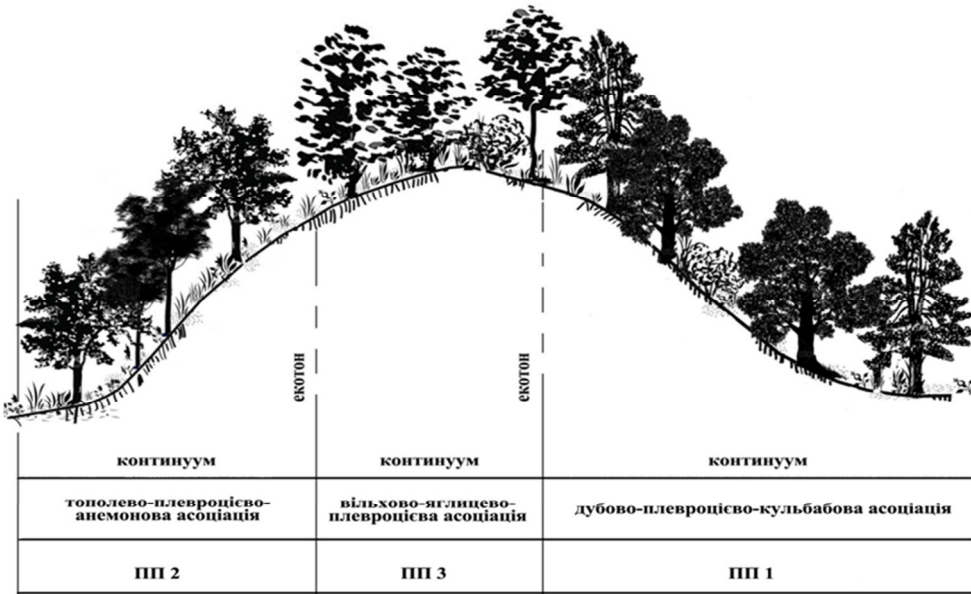 екотон
екотон
континуум
континуум
континуум
тополево-плевроцієво-
анемонова асоціація
вільхово-яглицево-
плевроцієва асоціація
дубово-плевроцієво-кульбабова асоціація
ПП 2
ПП 3
ПП 1